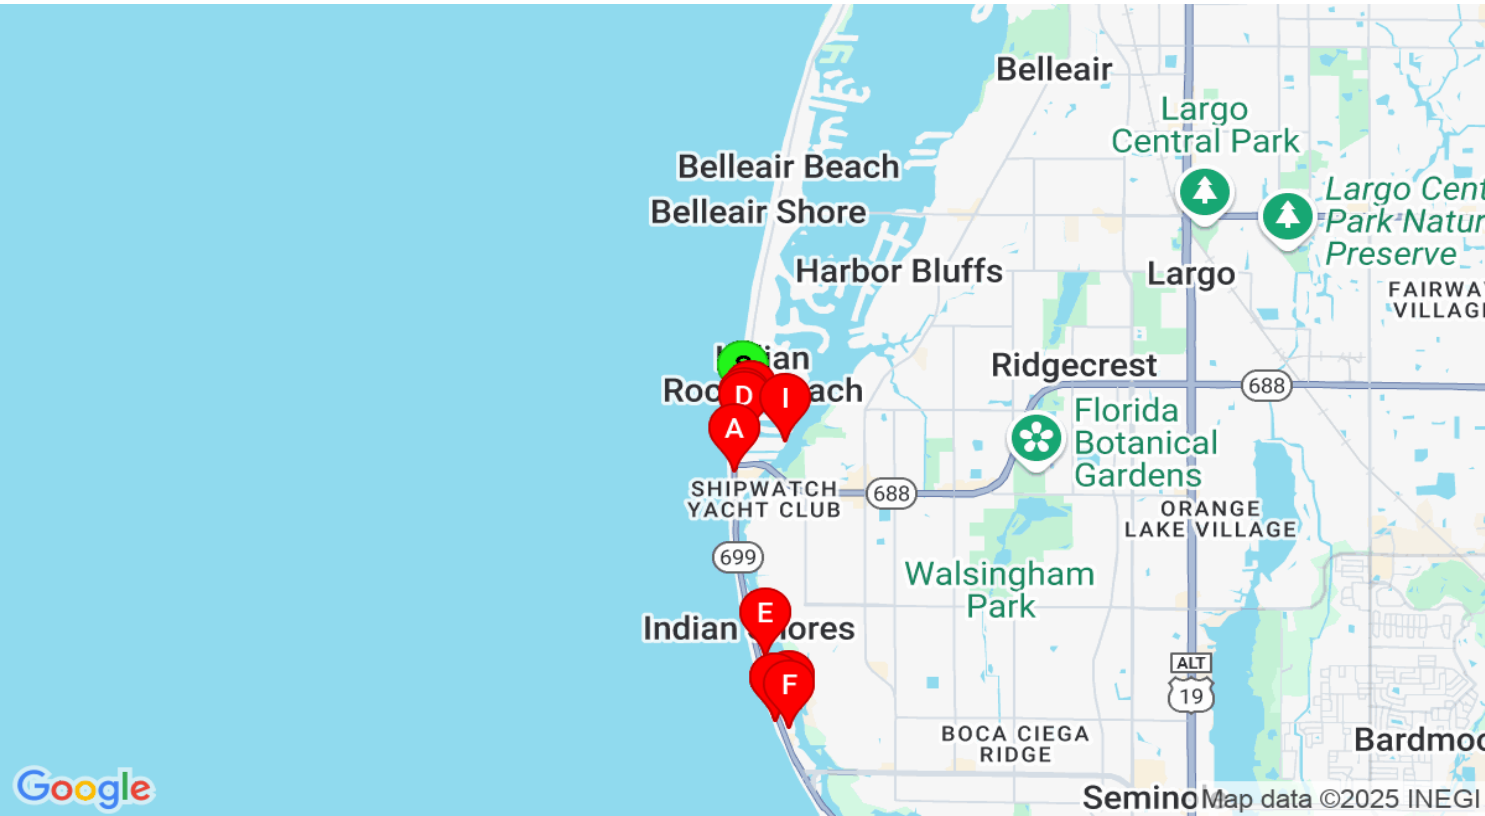 Belleair
Largo
Central Park
Belleair Beach
Belleair Shore
Largo Cent
Park Natur
Preserve
Harbor Bluffs
Largo
FAIRWA
VILLAG
Ridgecrest
688
D
I
A
Florida
Botanical
Gardens
SHIPWATCH
YACHT CLUB
688
ORANGE
LAKE VILLAGE
699
Walsingham
Park
E
Indian
F
ALT
19
BOCA CIEGA
RIDGE
Bardmoo
Google
Semino
Map data ©2025 INEGI